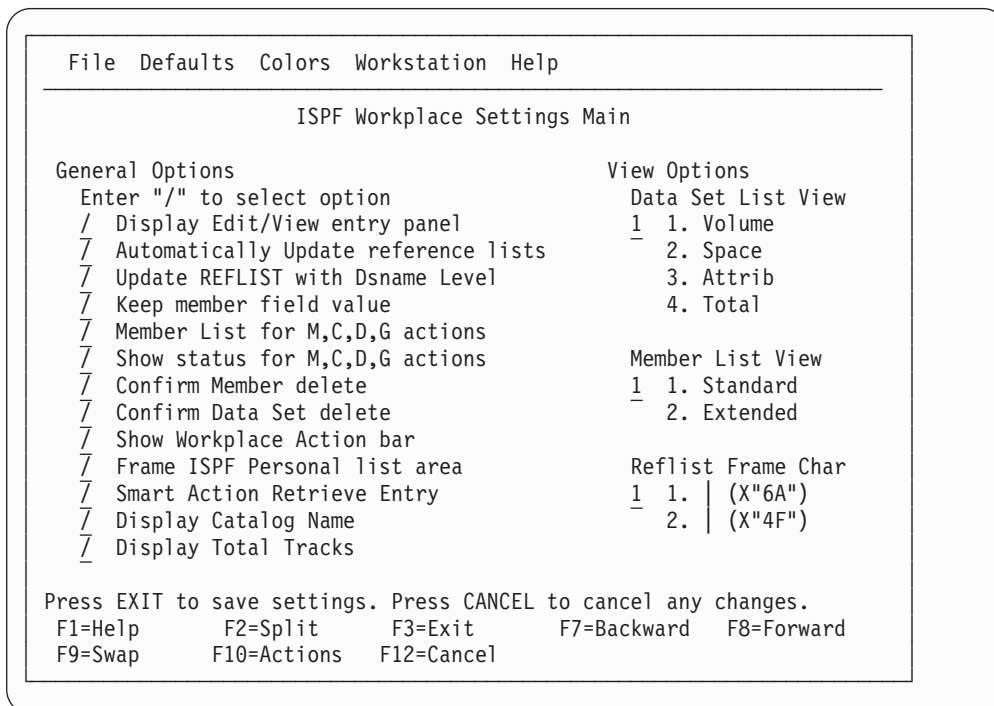 File  Defaults  Colors  Workstation  Help
ISPF Workplace Settings Main
General Options                                View Options
Enter "/" to select option                     Data Set List View
/  Display Edit/View entry panel               1  1. Volume
/  Automatically Update reference lists           2. Space
/  Update REFLIST with Dsname Level               3. Attrib
/  Keep member field value                        4. Total
/  Member List for M,C,D,G actions
/  Show status for M,C,D,G actions             Member List View
/  Confirm Member delete                       1  1. Standard
/  Confirm Data Set delete                        2. Extended
/  Show Workplace Action bar
/  Frame ISPF Personal list area               Reflist Frame Char
/  Smart Action Retrieve Entry                 1  1. | (X"6A")
/  Display Catalog Name                           2. | (X"4F")
/  Display Total Tracks
Press EXIT to save settings. Press CANCEL to cancel any changes.
F1=Help       F2=Split      F3=Exit       F7=Backward   F8=Forward
F9=Swap      F10=Actions   F12=Cancel